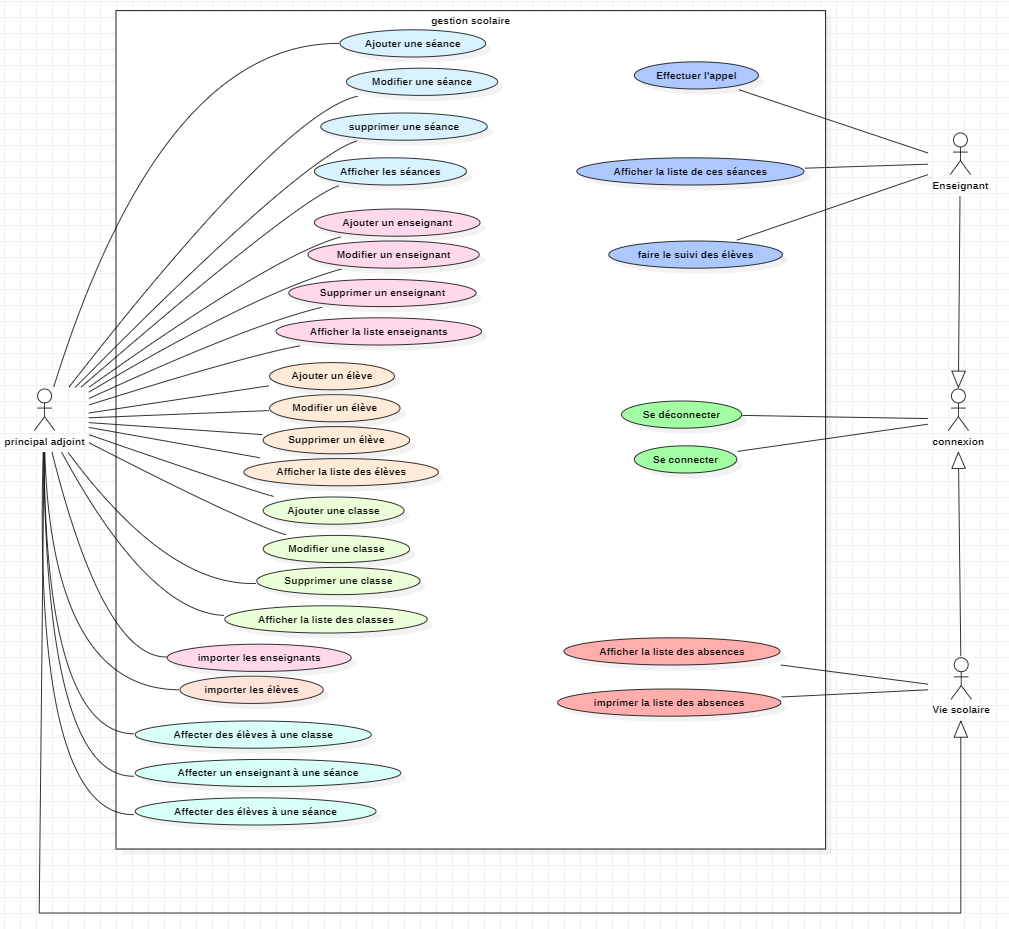 gestion scolaire
Ajouter une séance
Modifier une séance
supprimer une séance
Afficher les séances
Ajouter un enseignant
Modifier un enseignant
Supprimer un enseignant
Afficher la liste enseignants
Ajouter un élève
Modifier un élève
Supprimer un élève
Afficher la liste des élèves
Ajouter une classe
Modifier une classe
Supprimer une classe
Afficher la liste des classes
importer les enseignants
importer les élèves
Affecter des élèves à une classe
Affecter un enseignant à une séance
Affecter des élèves à une séance
principal adjoint
Effectuer l'appel
Afficher la liste de ces séances
faire le suivi des élèves
Se déconnecter
Se connecter
Afficher la liste des absences
imprimer la liste des absences
Enseignant
connexion
Vie scolaire